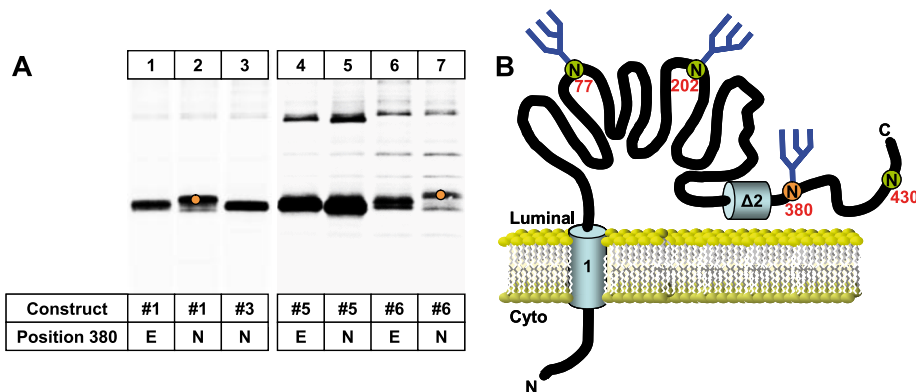 A
1 2 3 4 5 6 7
Construct #1 #1 #3 #5 #5 #6 #6
Position 380 E N N E N E N
B
N
77
N
202
C
Δ2
N
380
N
430
Luminal
1
Cyto
N